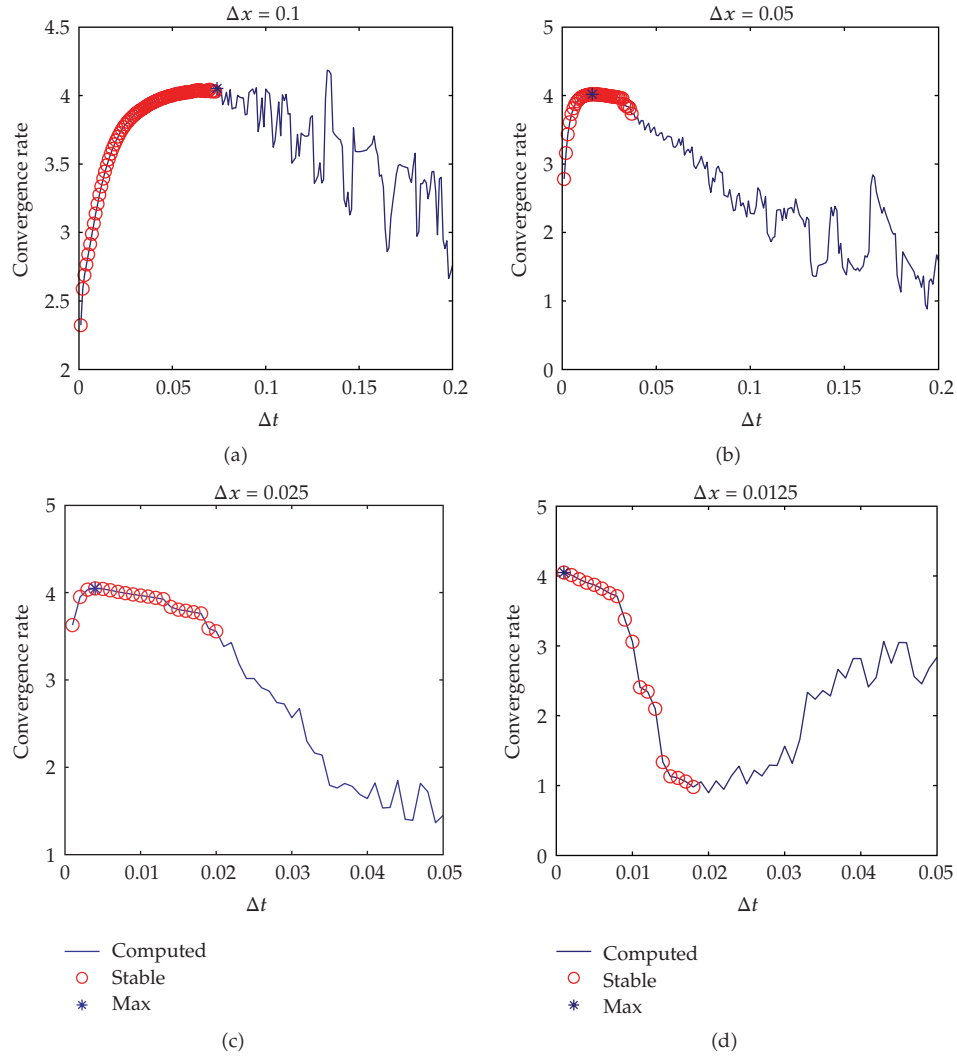 Δx = 0.1
4.5
4
3.5
3
2.5
2
Convergence rate
0
0.05
0.1
0.15
0.2
Δt
(a)
Δx = 0.05
5
4
3
2
1
0
Convergence rate
0
0.05
0.1
0.15
0.2
Δt
(b)
Δx = 0.025
5
4
3
2
1
Convergence rate
0
0.01
0.02
0.03
0.04
0.05
Δt
Computed
Stable
Max
(c)
Δx = 0.0125
5
4
3
2
1
0
Convergence rate
0
0.01
0.02
0.03
0.04
0.05
Δt
Computed
Stable
Max
(d)